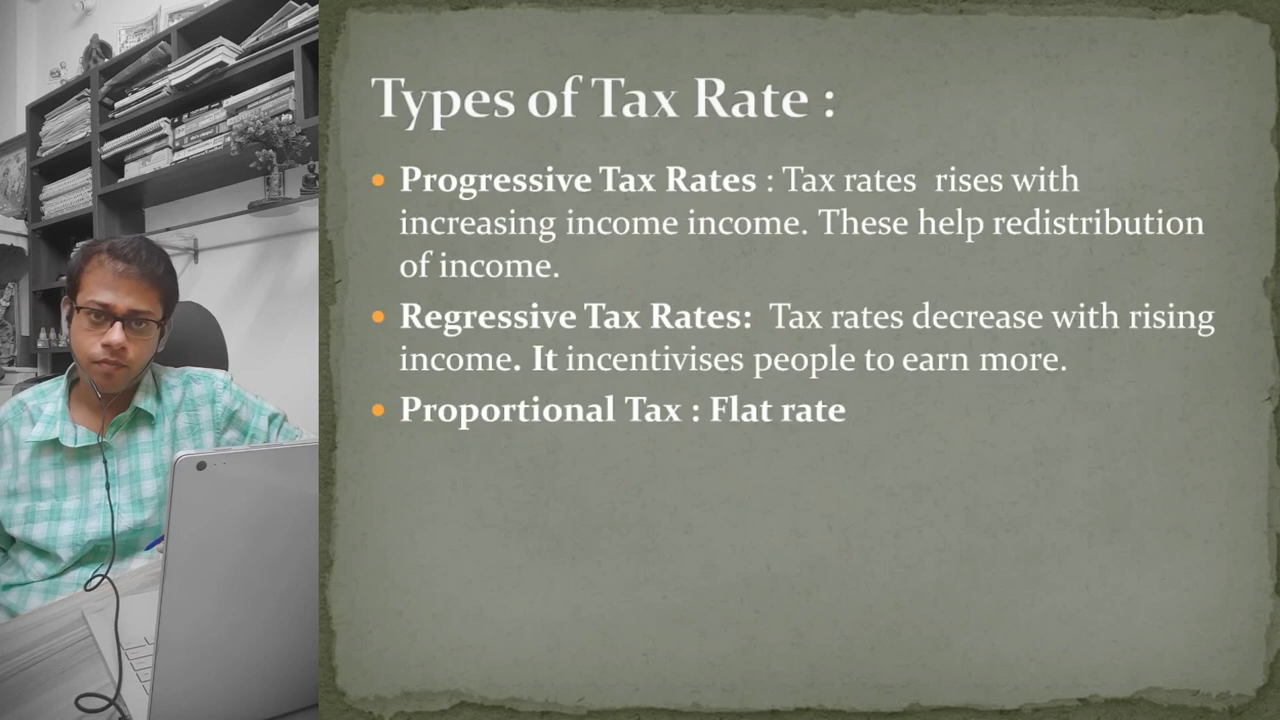 Types of Tax Rate :
• Progressive Tax Rates : Tax rates  rises with
increasing income income. These help redistribution
of income.
• Regressive Tax Rates:  Tax rates decrease with rising
income. It incentivises people to earn more.
• Proportional Tax : Flat rate